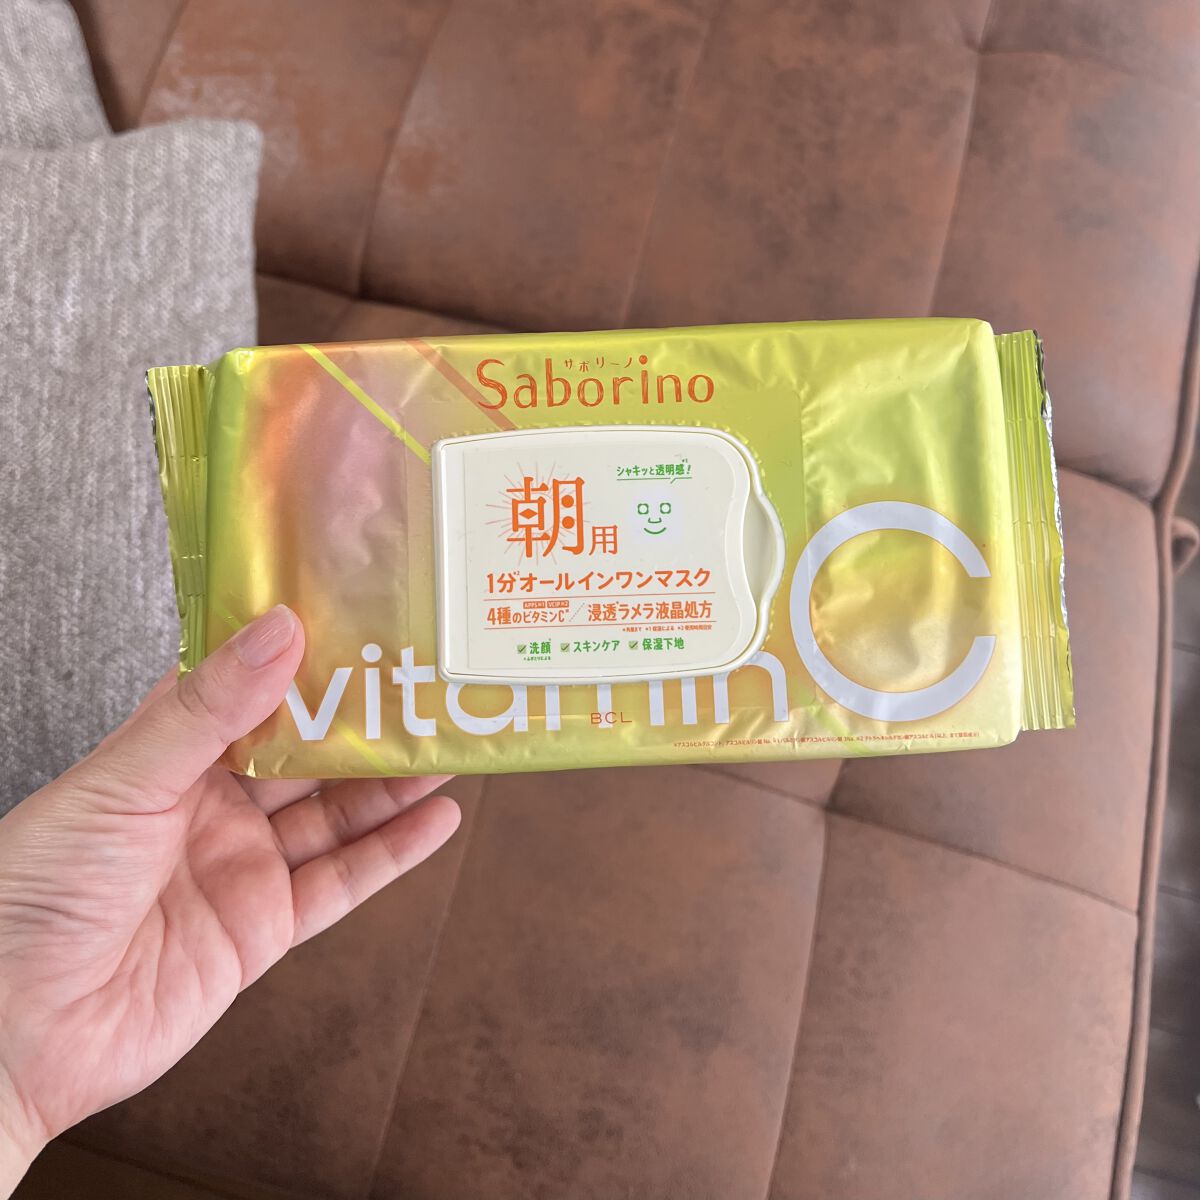 サボリーノ
Saborino
シャキッと透明感!
朝用
1分オールインワンマスク
APPS VCIP
4種のビタミンC 浸透ラメラ液晶処方
洗顔 スキンケア 保湿下地
vitaminC
BCL